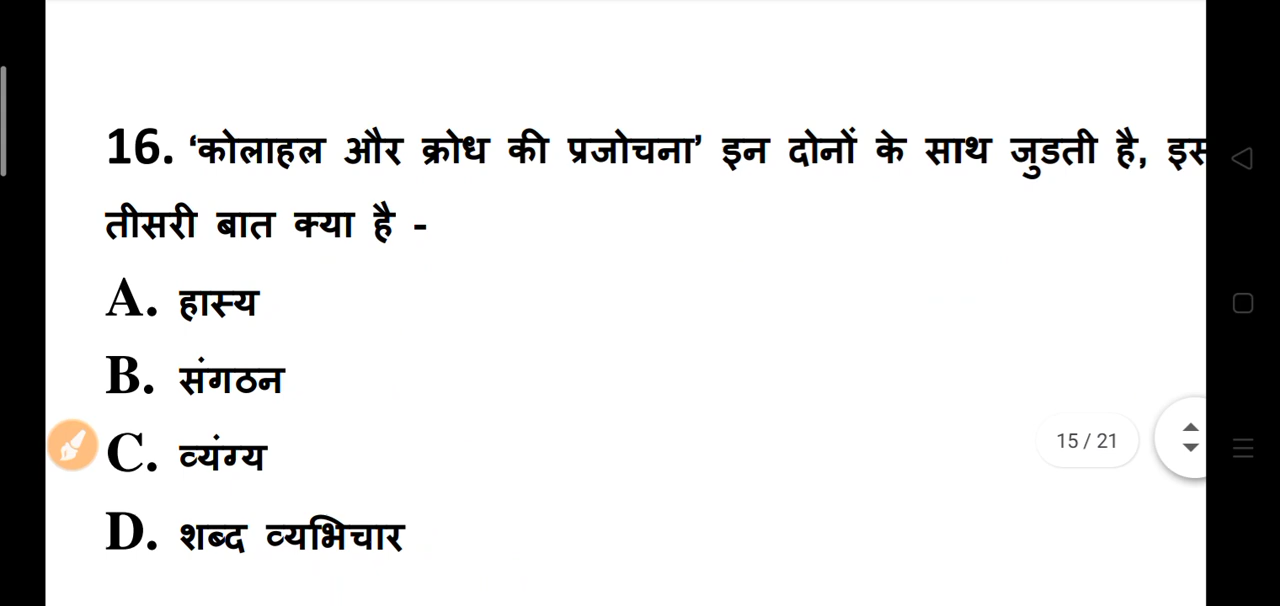 16. ‘कोलाहल और क्रोध की प्रजोचना’ इन दोनों के साथ जुडती है, इस
तीसरी बात क्या है -
A. हास्य
B. संगठन
C. व्यंग्य
15 / 21
D. शब्द व्यभिचार